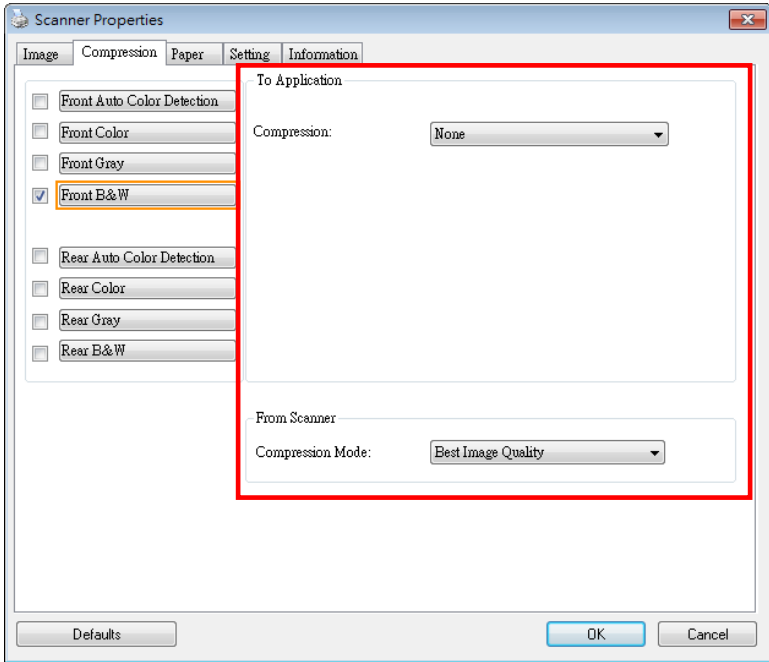 Scanner Properties
Image Compression Paper Setting Information
Front Auto Color Detection
Front Color
Front Gray
Front B&W
Rear Auto Color Detection
Rear Color
Rear Gray
Rear B&W
To Application
Compression: None
From Scanner
Compression Mode: Best Image Quality
Defaults OK Cancel